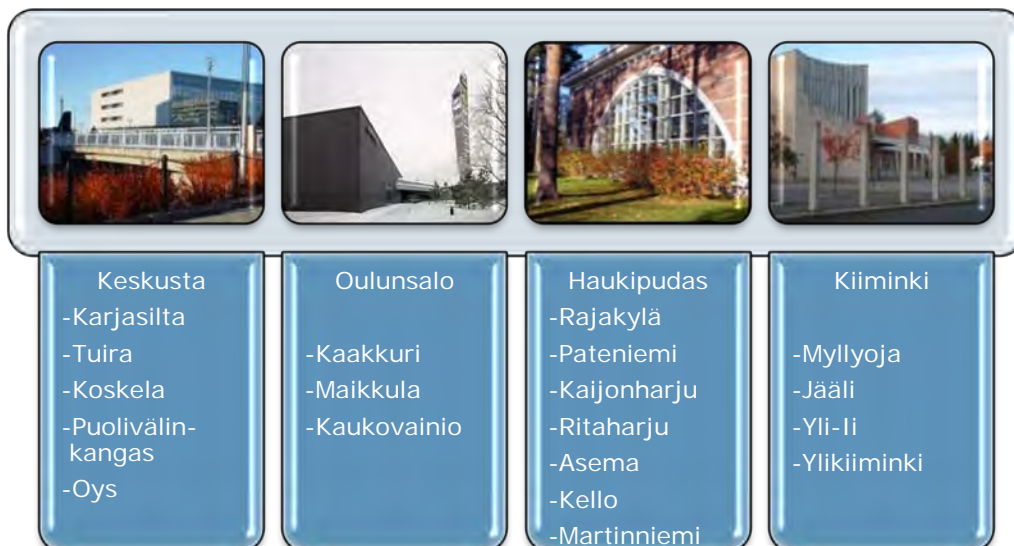 Keskusta
-Karjasilta
-Tuira
-Koskela
-Puolivälin-
kangas
-Oys
Oulunsalo
-Kaakkuri
-Maikkula
-Kaukovainio
Haukipudas
-Rajakylä
-Pateniemi
-Kaijonharju
-Ritaharju
-Asema
-Kello
-Martinniemi
Kiiminki
-Myllyoja
-Jääli
-Yli-Ii
-Ylikiiminki